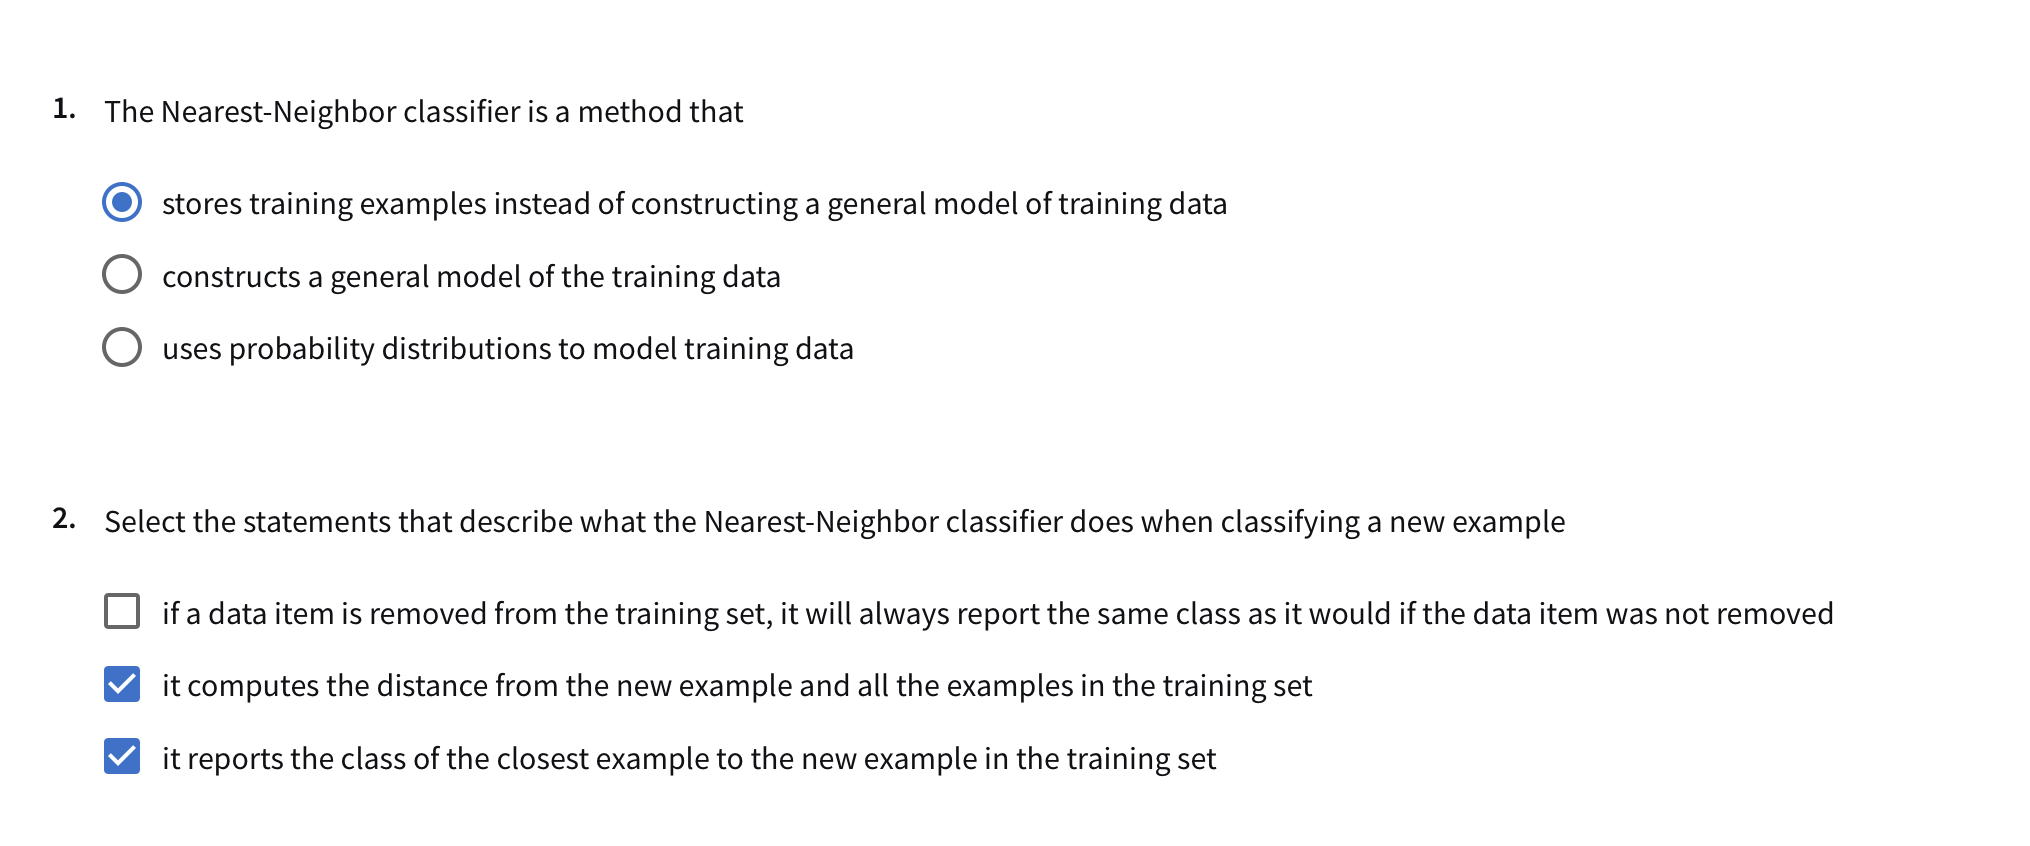 1. The Nearest-Neighbor classifier is a method that
stores training examples instead of constructing a general model of training data
constructs a general model of the training data
uses probability distributions to model training data
2. Select the statements that describe what the Nearest-Neighbor classifier does when classifying a new example
if a data item is removed from the training set, it will always report the same class as it would if the data item was not removed
it computes the distance from the new example and all the examples in the training set
it reports the class of the closest example to the new example in the training set